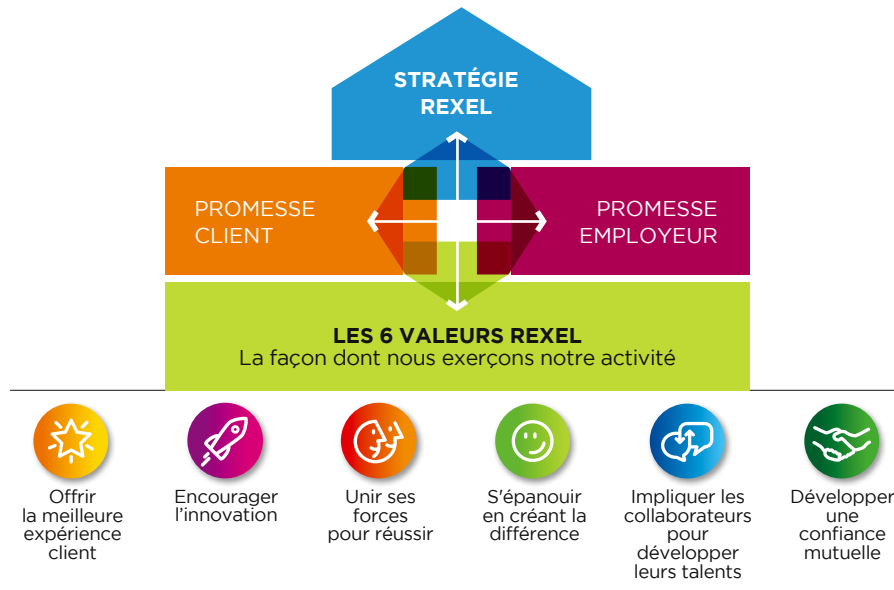 STRATÉGIE
REXEL
PROMESSE
CLIENT
PROMESSE
EMPLOYEUR
LES 6 VALEURS REXEL
La façon dont nous exerçons notre activité
Offrir
la meilleure
expérience
client
Encourager
l’innovation
Unir ses
forces
pour réussir
S'épanouir
en créant la
différence
Impliquer les
collaborateurs
pour
développer
leurs talents
Développer
une
confiance
mutuelle